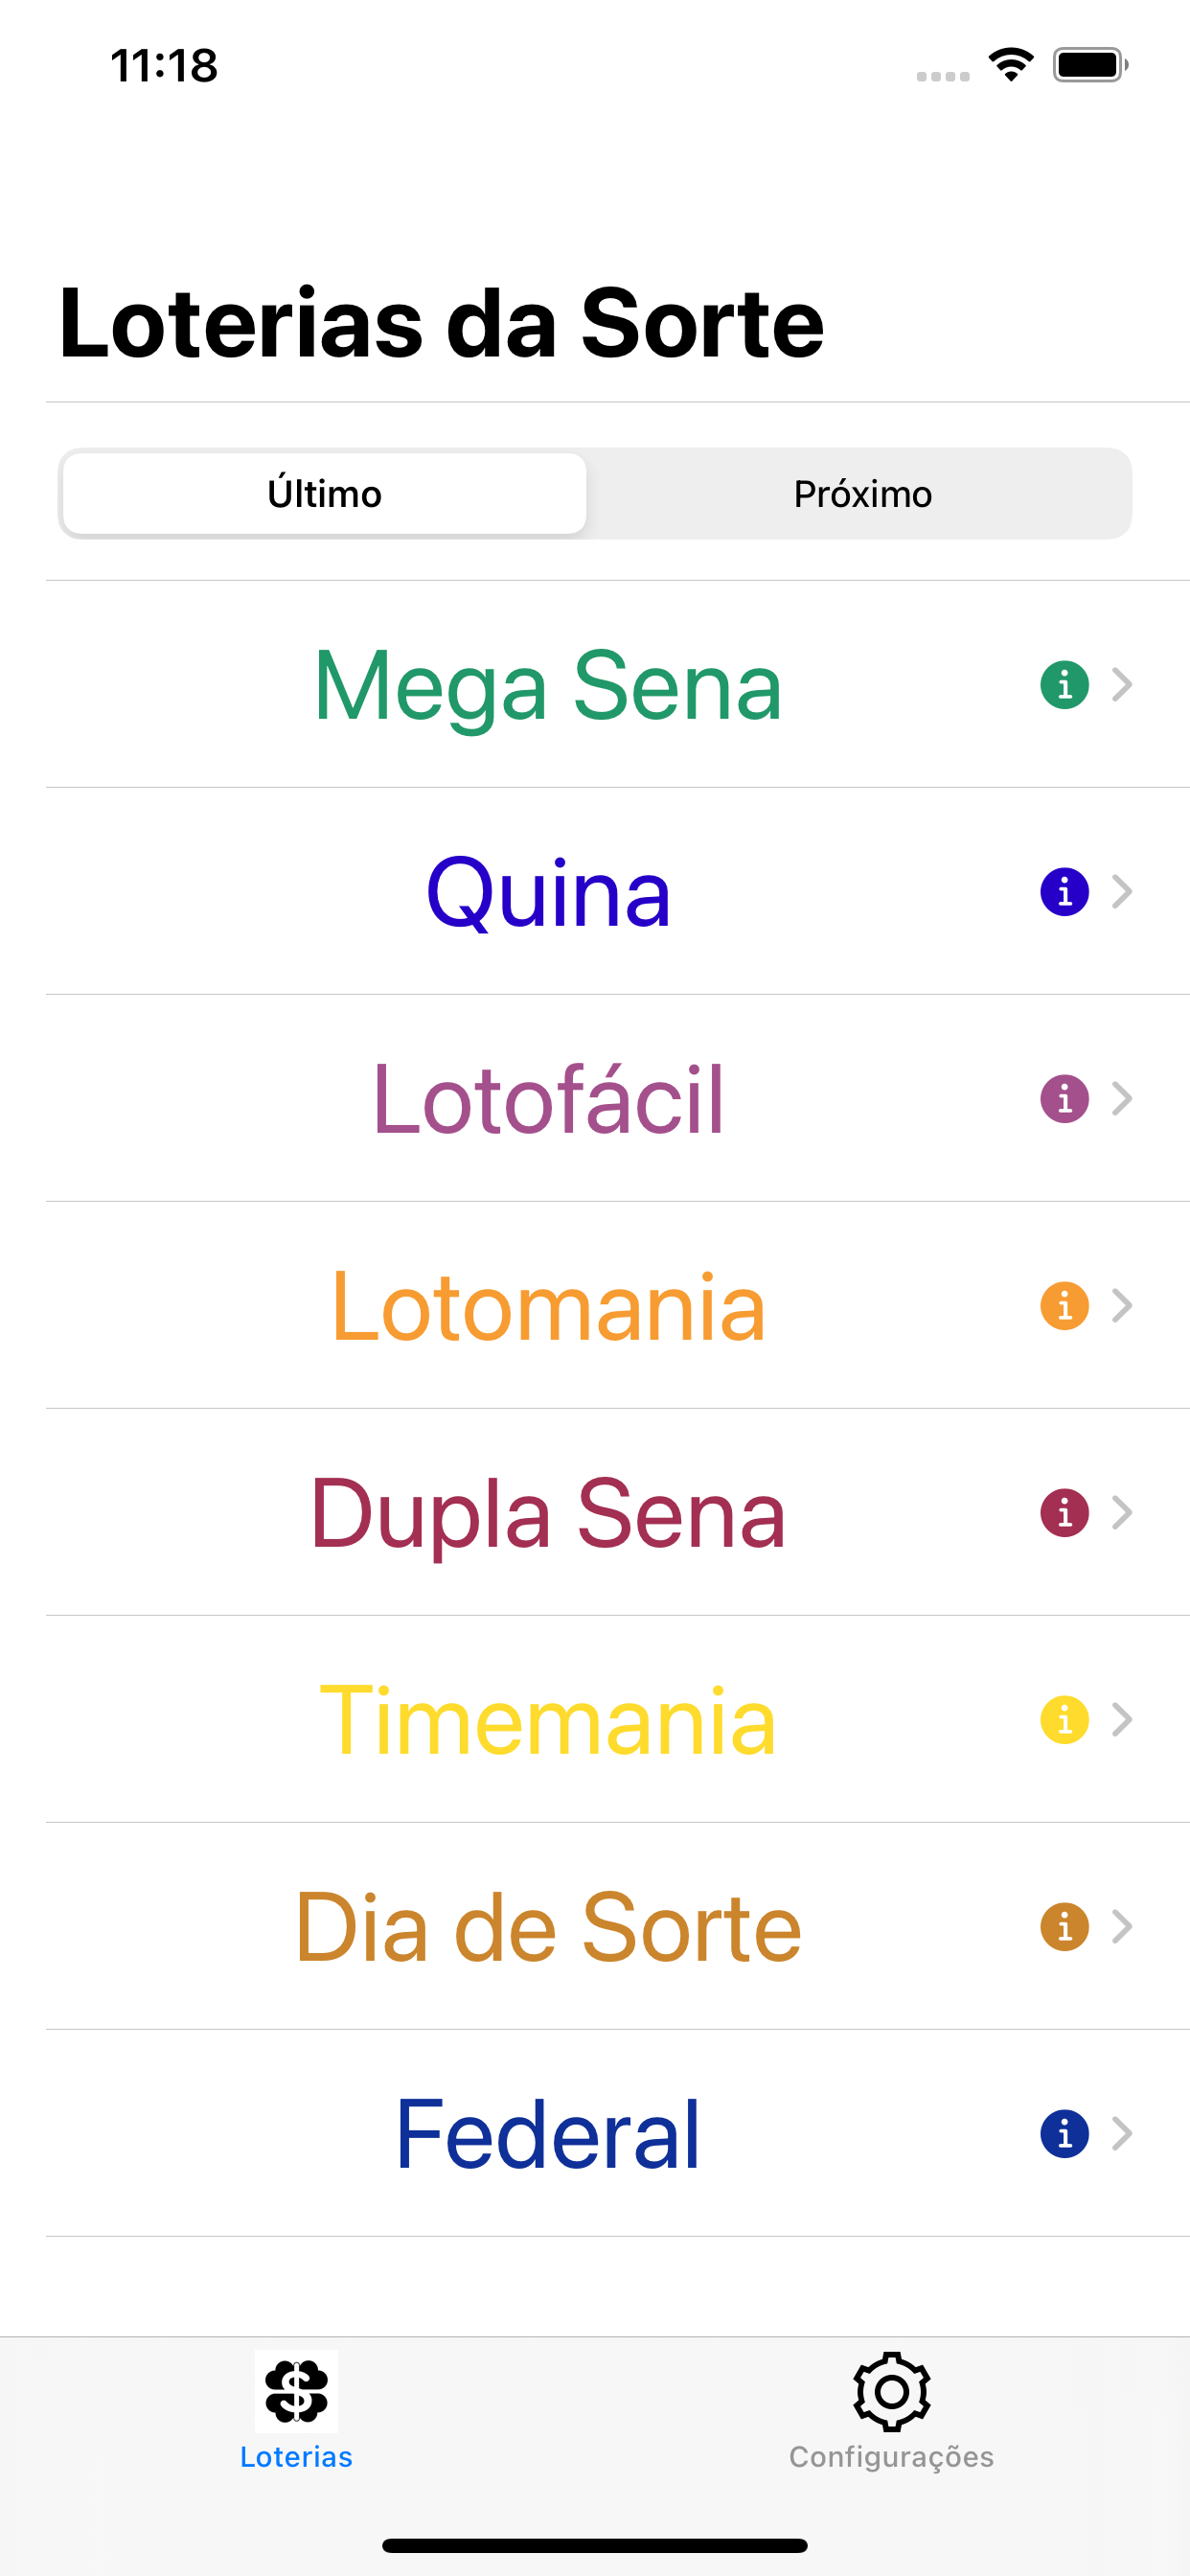 11:18
Loterias da Sorte
Último Próximo
Mega Sena
Quina
Lotofácil
Lotomania
Dupla Sena
Timemania
Dia de Sorte
Federal
Loterias Configurações